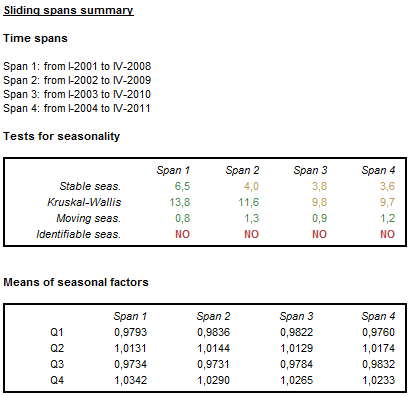 Sliding spans summary
Time spans
Span 1: from I-2001 to IV-2008
Span 2: from I-2002 to IV-2009
Span 3: from I-2003 to IV-2010
Span 4: from I-2004 to IV-2011
Tests for seasonality
Span 1 Span 2 Span 3 Span 4
Stable seas. 6,5 4,0 3,8 3,6
Kruskal-Wallis 13,8 11,6 9,8 9,7
Moving seas. 0,8 1,3 0,9 1,2
Identifiable seas. NO NO NO NO
Means of seasonal factors
Span 1 Span 2 Span 3 Span 4
Q1 0,9793 0,9836 0,9822 0,9760
Q2 1,0131 1,0144 1,0129 1,0174
Q3 0,9734 0,9731 0,9784 0,9832
Q4 1,0342 1,0290 1,0265 1,0233